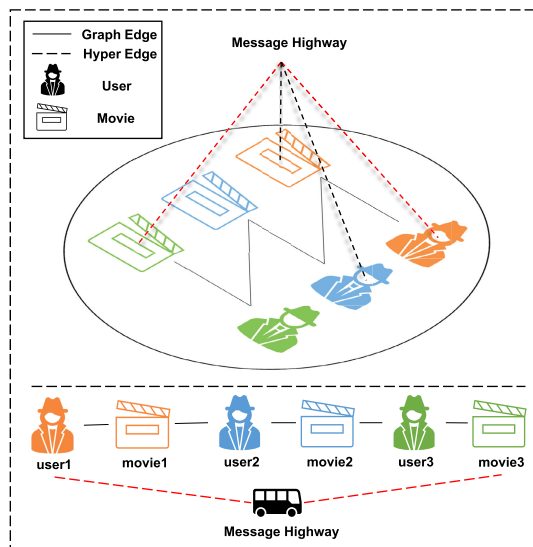 Message Highway
Graph Edge
Hyper Edge
User
Movie
user1
movie1
user2
movie2
user3
movie3
Message Highway